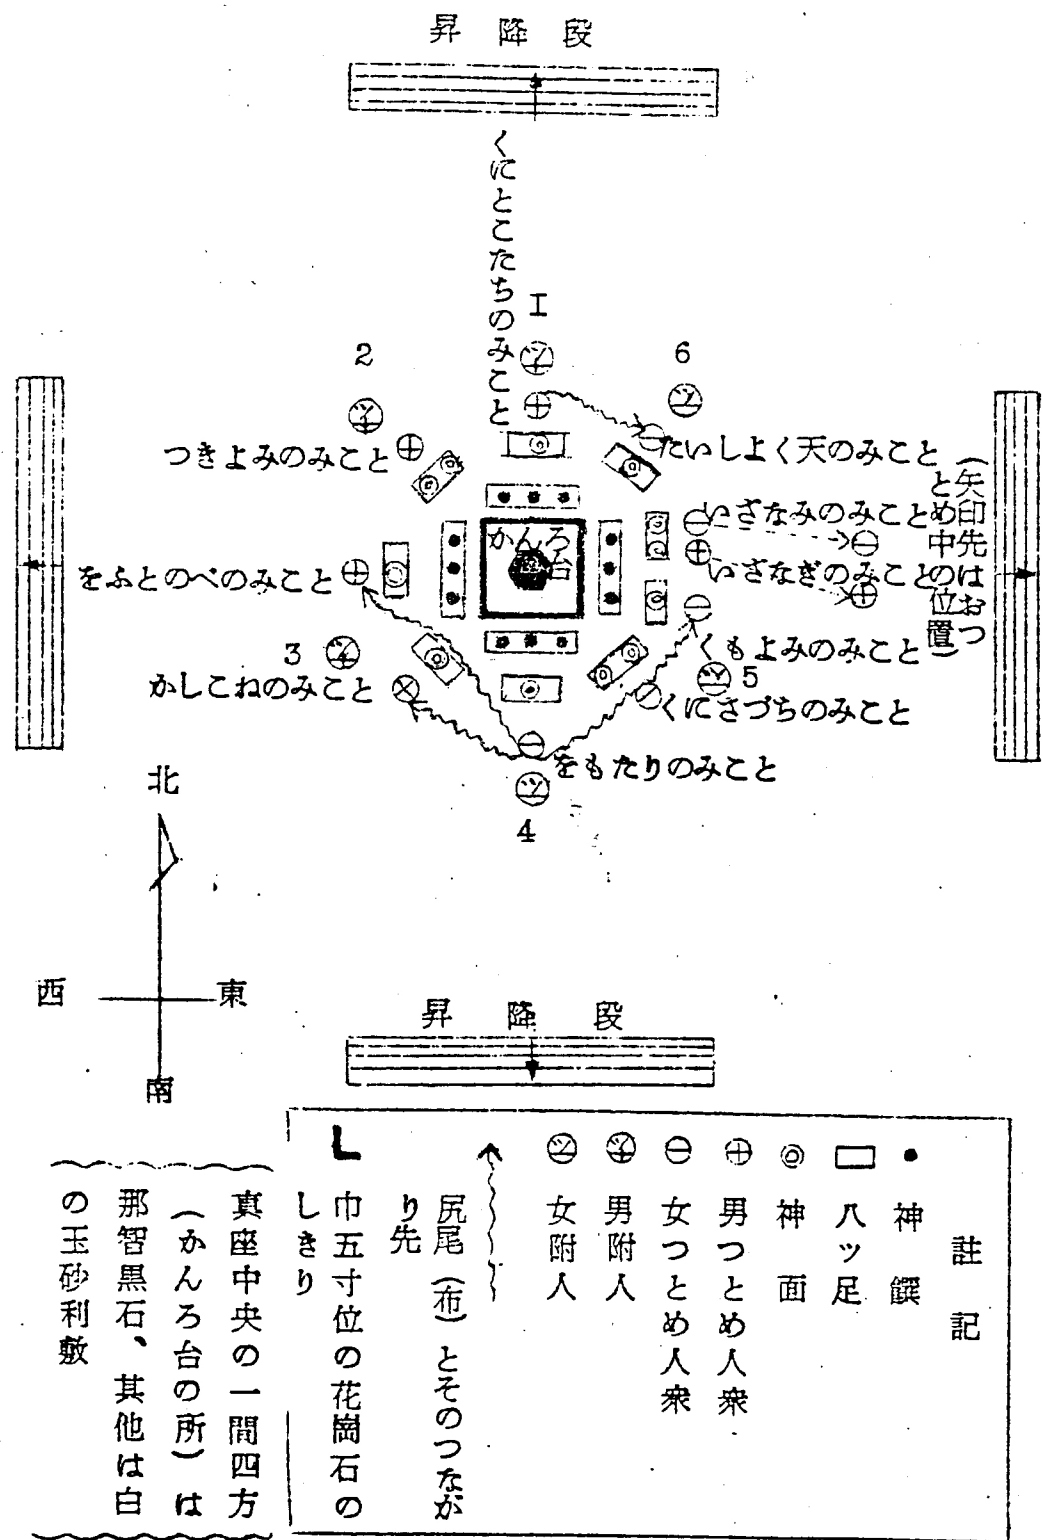 昇降段
くにとこたちのみこと
I
2
6
つきよみのみこと
たいしよく天のみこと
(矢印先はおつ
とめ中の位置)
いざなみのみこと
かんろ
台
をふとのべのみこと
いざなぎのみこと
くもよみのみこと
3
5
かしこねのみこと
くにさづちのみこと
をもたりのみこと
4
北
西
東
南
昇降段
註記
神饌
八ツ足
神面
男つとめ人衆
女つとめ人衆
男附人
女附人
尻尾(布)とそのつなが
り先
巾五寸位の花崗石の
しきり
真座中央の一間四方
(かんろ台の所)は
那智黒石、其他は白
の玉砂利敷